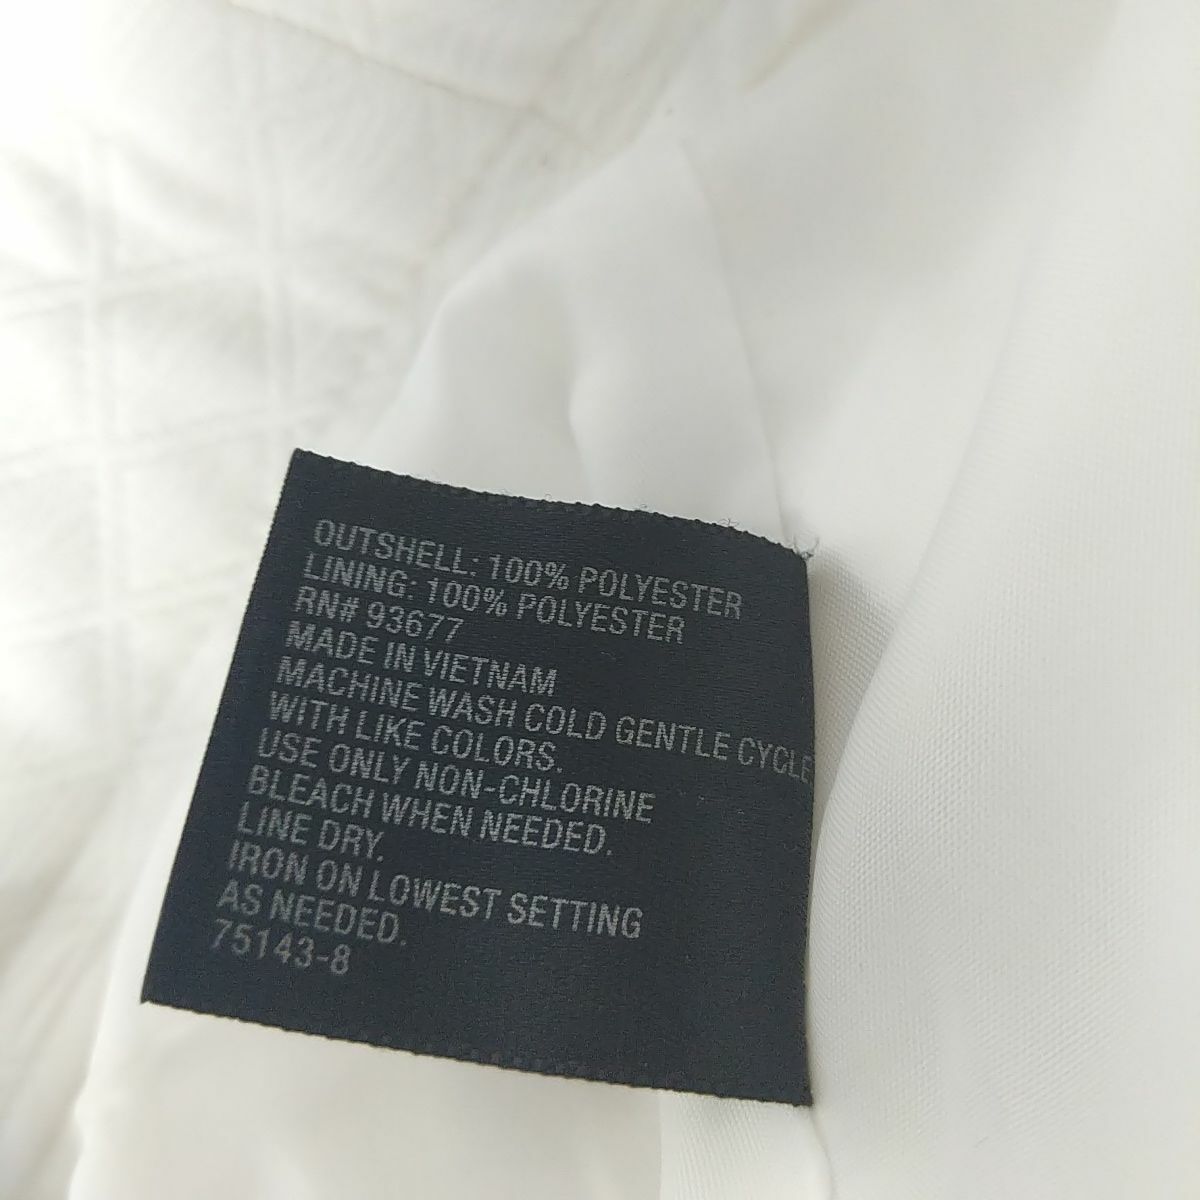 OUTSHELL: 100% POLYESTER
LINING: 100% POLYESTER
RN# 93677
MADE IN VIETNAM
MACHINE WASH COLD GENTLE CYCLE
WITH LIKE COLORS.
USE ONLY NON-CHLORINE
BLEACH WHEN NEEDED.
LINE DRY.
IRON ON LOWEST SETTING
AS NEEDED.
75143-8